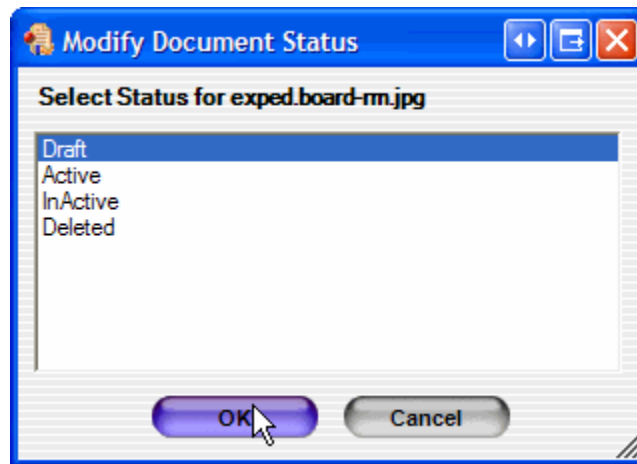 Modify Document Status
Select Status for exped.board-rm.jpg
Draft
Active
InActive
Deleted
OK
Cancel